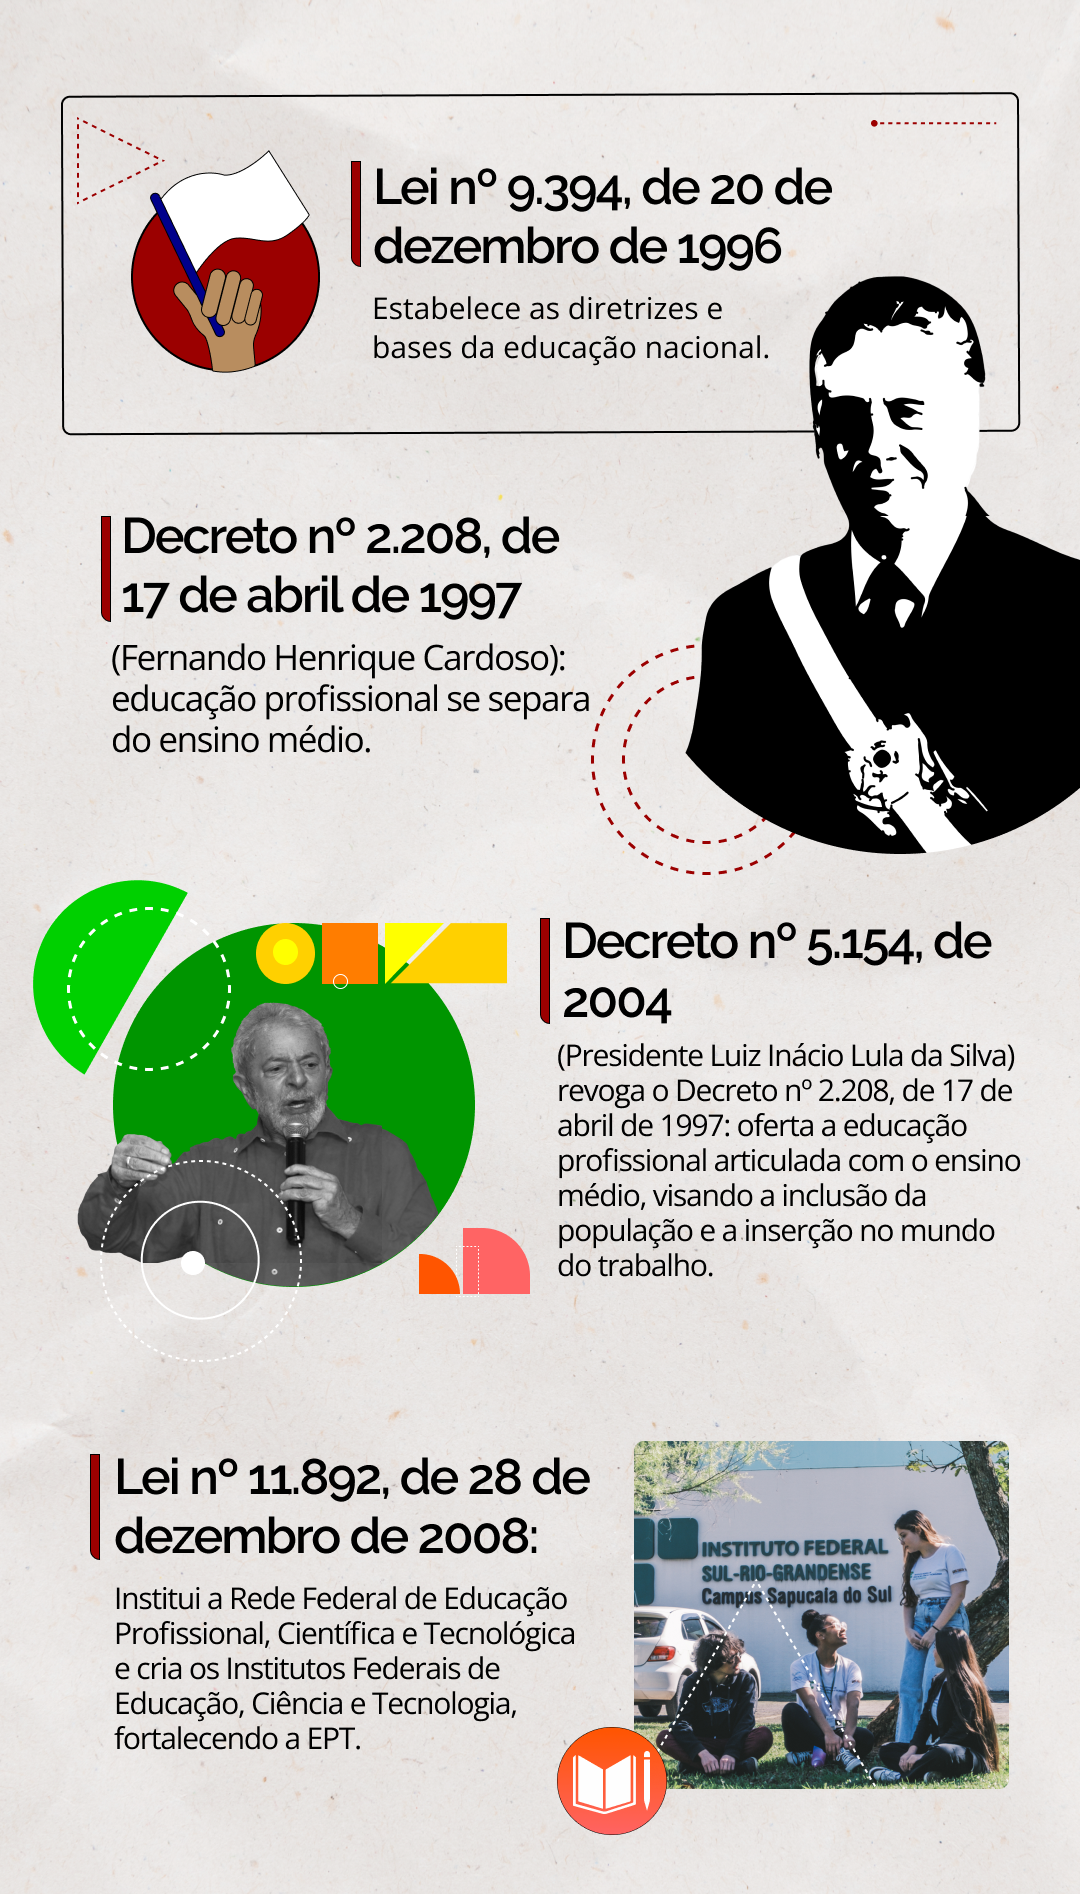 Lei nº 9.394, de 20 de
dezembro de 1996
Estabelece as diretrizes e
bases da educação nacional.
Decreto nº 2.208, de
17 de abril de 1997
(Fernando Henrique Cardoso):
educação profissional se separa
do ensino médio.
Decreto nº 5.154, de
2004
(Presidente Luiz Inácio Lula da Silva)
revoga o Decreto nº 2.208, de 17 de
abril de 1997: oferta a educação
profissional articulada com o ensino
médio, visando a inclusão da
população e a inserção no mundo
do trabalho.
Lei nº 11.892, de 28 de
dezembro de 2008:
Institui a Rede Federal de Educação
Profissional, Científica e Tecnológica
e cria os Institutos Federais de
Educação, Ciência e Tecnologia,
fortalecendo a EPT.
INSTITUTO FEDERAL
SUL-RIO-GRANDENSE
Campus Sapucaia do Sul